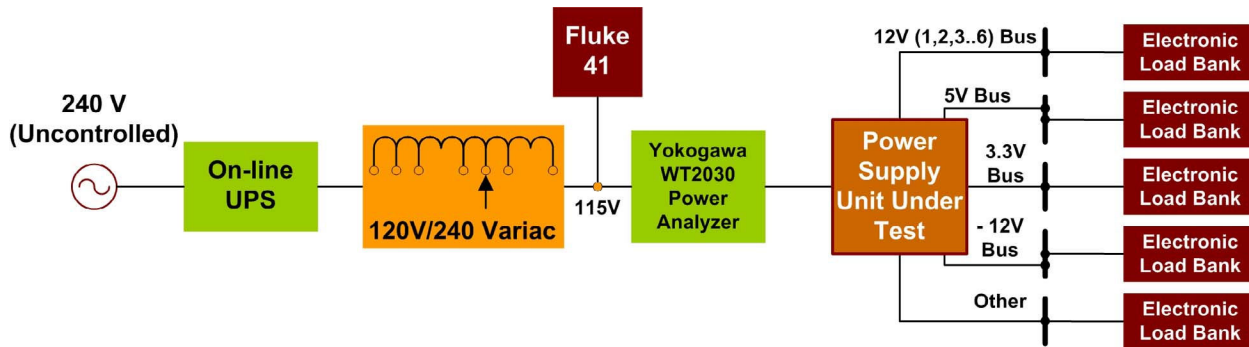 240 V
(Uncontrolled)
On-line
UPS
120V/240 Variac
Fluke
41
115V
Yokogawa
WT2030
Power
Analyzer
Power
Supply
Unit Under
Test
12V (1,2,3..6) Bus
5V Bus
3.3V
Bus
- 12V
Bus
Other
Electronic
Load Bank
Electronic
Load Bank
Electronic
Load Bank
Electronic
Load Bank
Electronic
Load Bank